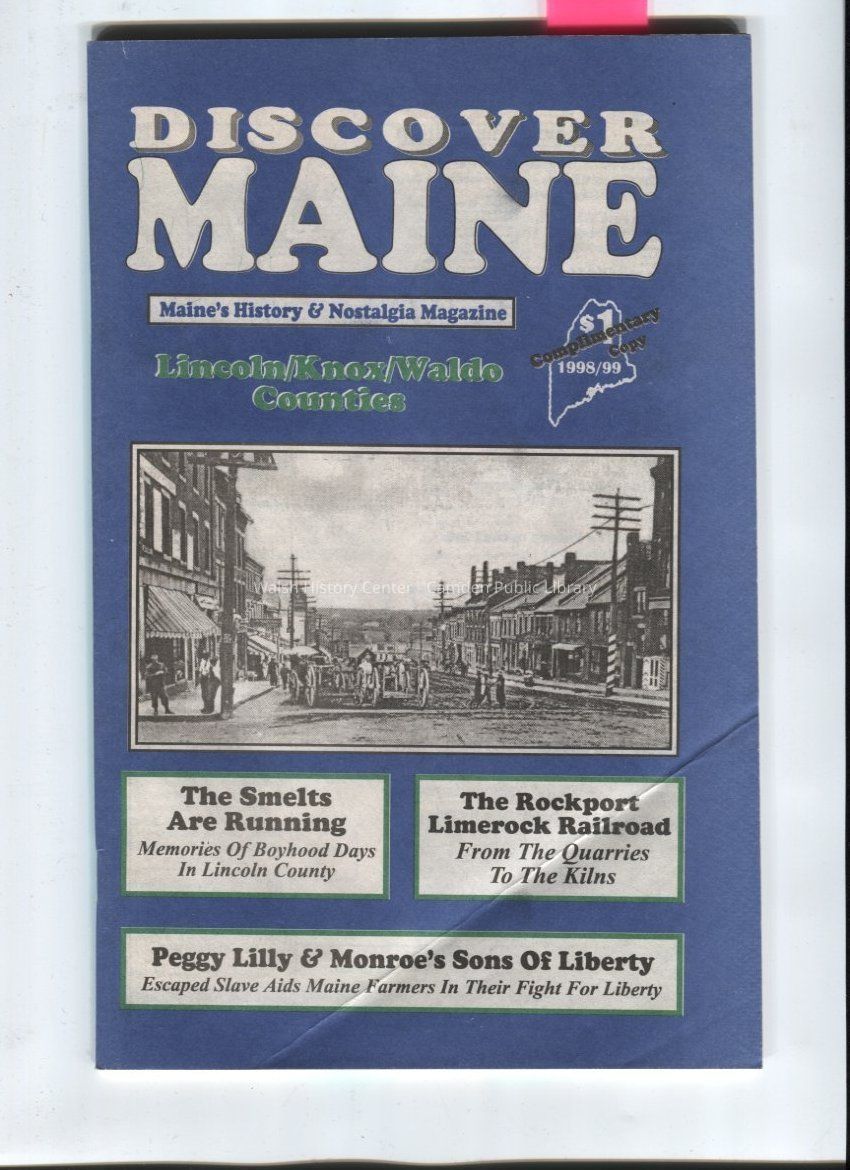 DISCOVER
MAINE
Maine's History & Nostalgia Magazine
$1
Complimentary
Copy
1998/99
Lincoln/Knox/Waldo
Counties
Walsh History Center | Camden Public Library
The Smelts
Are Running
Memories Of Boyhood Days
In Lincoln County
The Rockport
Limerock Railroad
From The Quarries
To The Kilns
Peggy Lilly & Monroe's Sons Of Liberty
Escaped Slave Aids Maine Farmers In Their Fight For Liberty